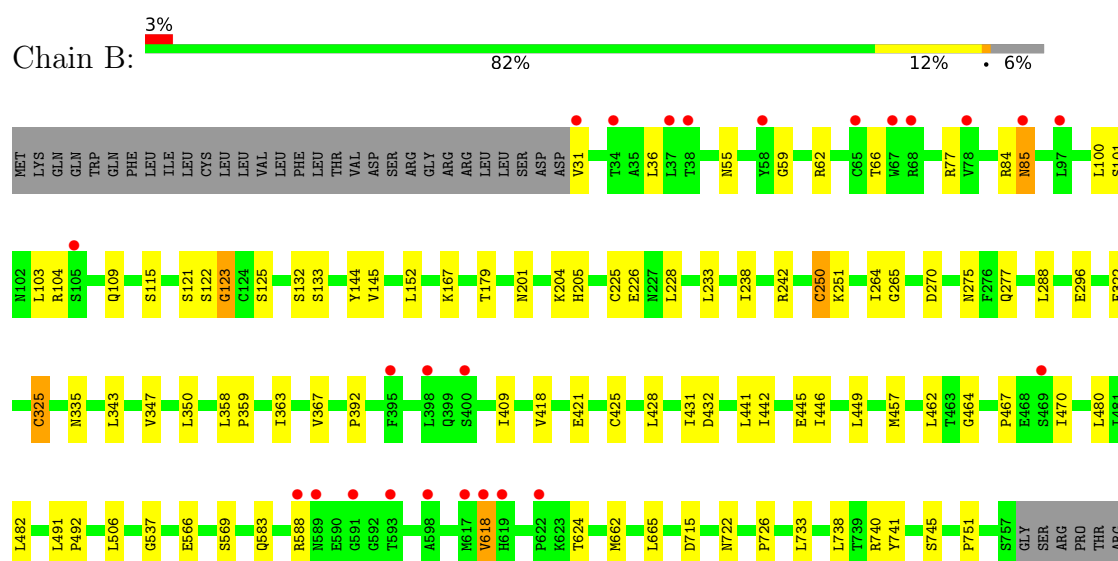 3%
Chain B:
82% 12% • 6%
MET LYS GLN GLN TRP GLN PHE LEU ILE LEU CYS LEU LEU VAL LEU PHE LEU THR VAL ASP SER ARG GLY ARG ARG LEU LEU SER ASP ASP V31 T34 A35 L36 L37 T38 N55 Y58 G59 R62 C65 T66 W67 R68 R77 V78 R84 N85 L97 L100 S101
N102 L103 R104 S105 Q109 S115 S121 S122 G123 C124 S125 S132 S133 Y144 V145 L152 K167 T179 N201 K204 H205 C225 E226 N227 L228 L233 I238 R242 C250 K251 I264 G265 D270 N275 F276 Q277 L288 E296
C325 N335 L343 V347 L350 L358 P359 I363 V367 P392 F395 L398 Q399 S400 I409 V418 E421 C425 L428 I431 D432 L441 I442 E445 I446 L449 M457 L462 T463 G464 P467 E468 S469 I470 L480
L482 L491 P492 L506 G537 E566 S569 Q583 R588 N589 E590 G591 G592 T593 A598 M617 V618 H619 P622 K623 T624 M662 L665 D715 N722 P726 L733 L738 T739 R740 Y741 S745 P751 S757 GLY SER ARG PRO THR